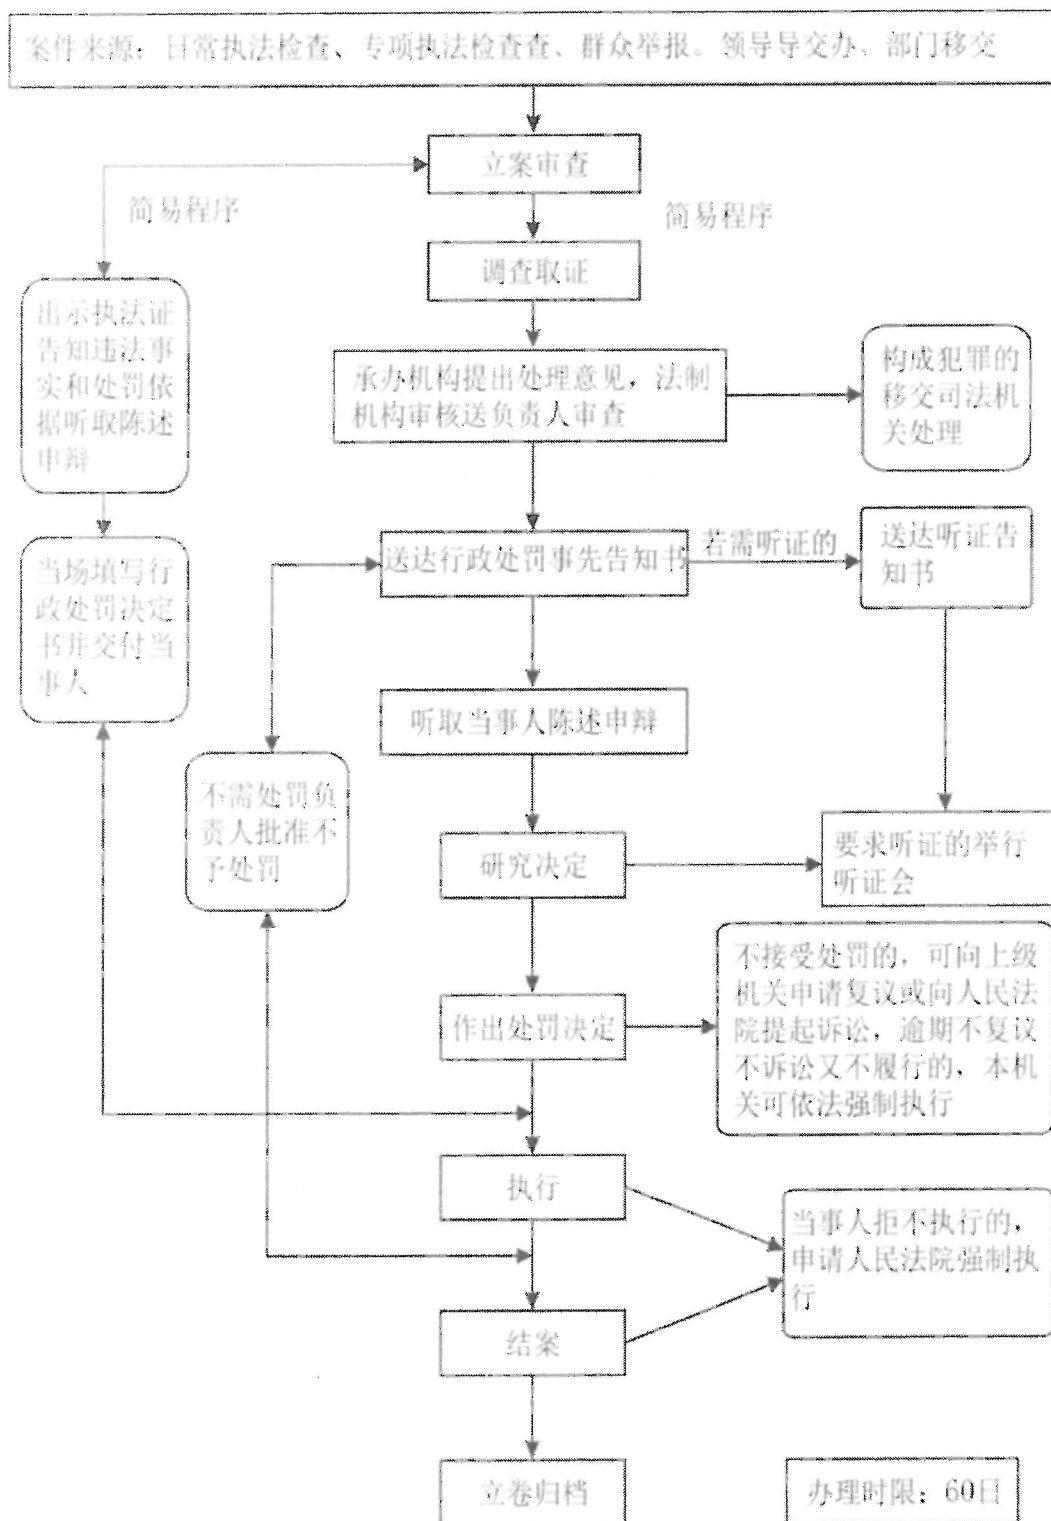 案件来源：日常执法检查、专项执法检查查、群众举报。领导导交办、部门移交
立案审查
简易程序
简易程序
调查取证
出示执法证
告知违法事
实和处罚依
据听取陈述
申辩
承办机构提出处理意见，法制
机构审核送负责人审查
构成犯罪的
移交司法机
关处理
当场填写行
政处罚决定
书并交付当
事人
送达行政处罚事先告知书
若需听证的
送达听证告
知书
听取当事人陈述申辩
不需处罚负
责人批准不
予处罚
研究决定
要求听证的举行
听证会
作出处罚决定
不接受处罚的，可向上级
机关申请复议或向人民法
院提起诉讼，逾期不复议
不诉讼又不履行的，本机
关可依法强制执行
执行
当事人拒不执行的，
申请人民法院强制执
行
结案
立卷归档
办理时限：60日